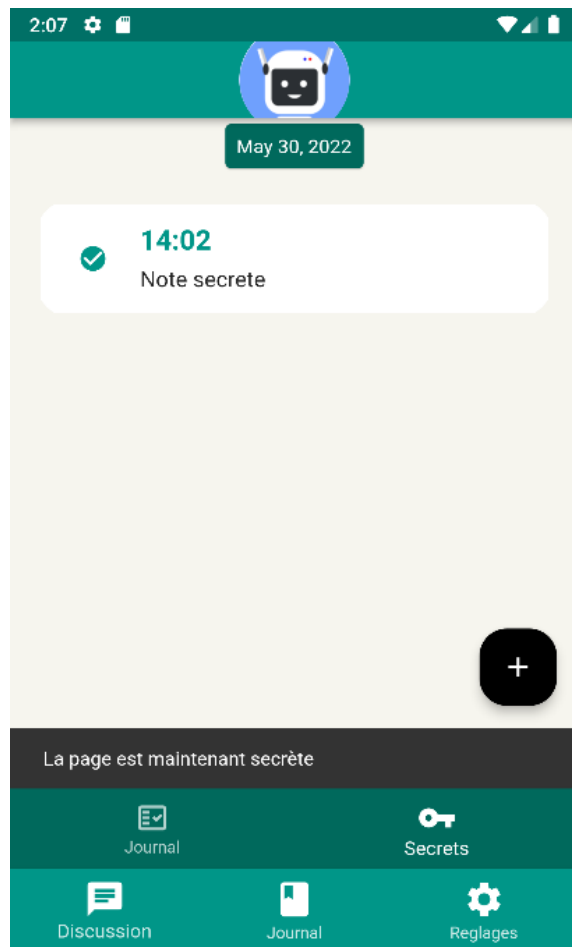 2:07
May 30, 2022
14:02
Note secrete
+
La page est maintenant secrète
Journal
Secrets
Discussion
Journal
Reglages